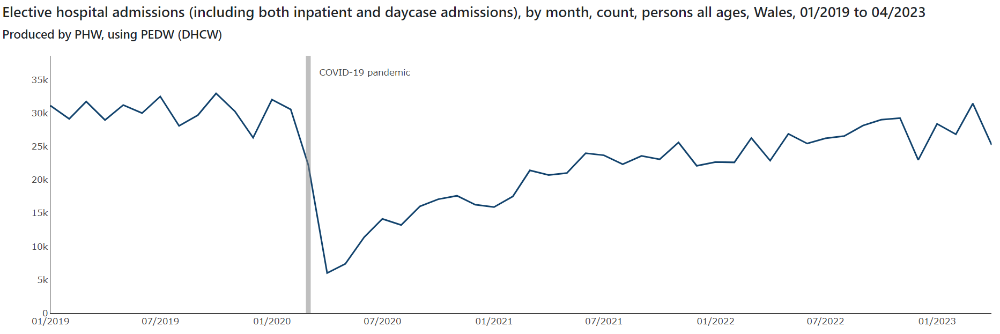 Elective hospital admissions (including both inpatient and daycase admissions), by month, count, persons all ages, Wales, 01/2019 to 04/2023
Produced by PHW, using PEDW (DHCW)
COVID-19 pandemic
35k
30k
25k
20k
15k
10k
5k
0
01/2019 07/2019 01/2020 07/2020 01/2021 07/2021 01/2022 07/2022 01/2023